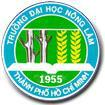 TRƯỜNG ĐẠI HỌC NÔNG LÂM
1955
THÀNH PHỐ HỒ CHÍ MINH